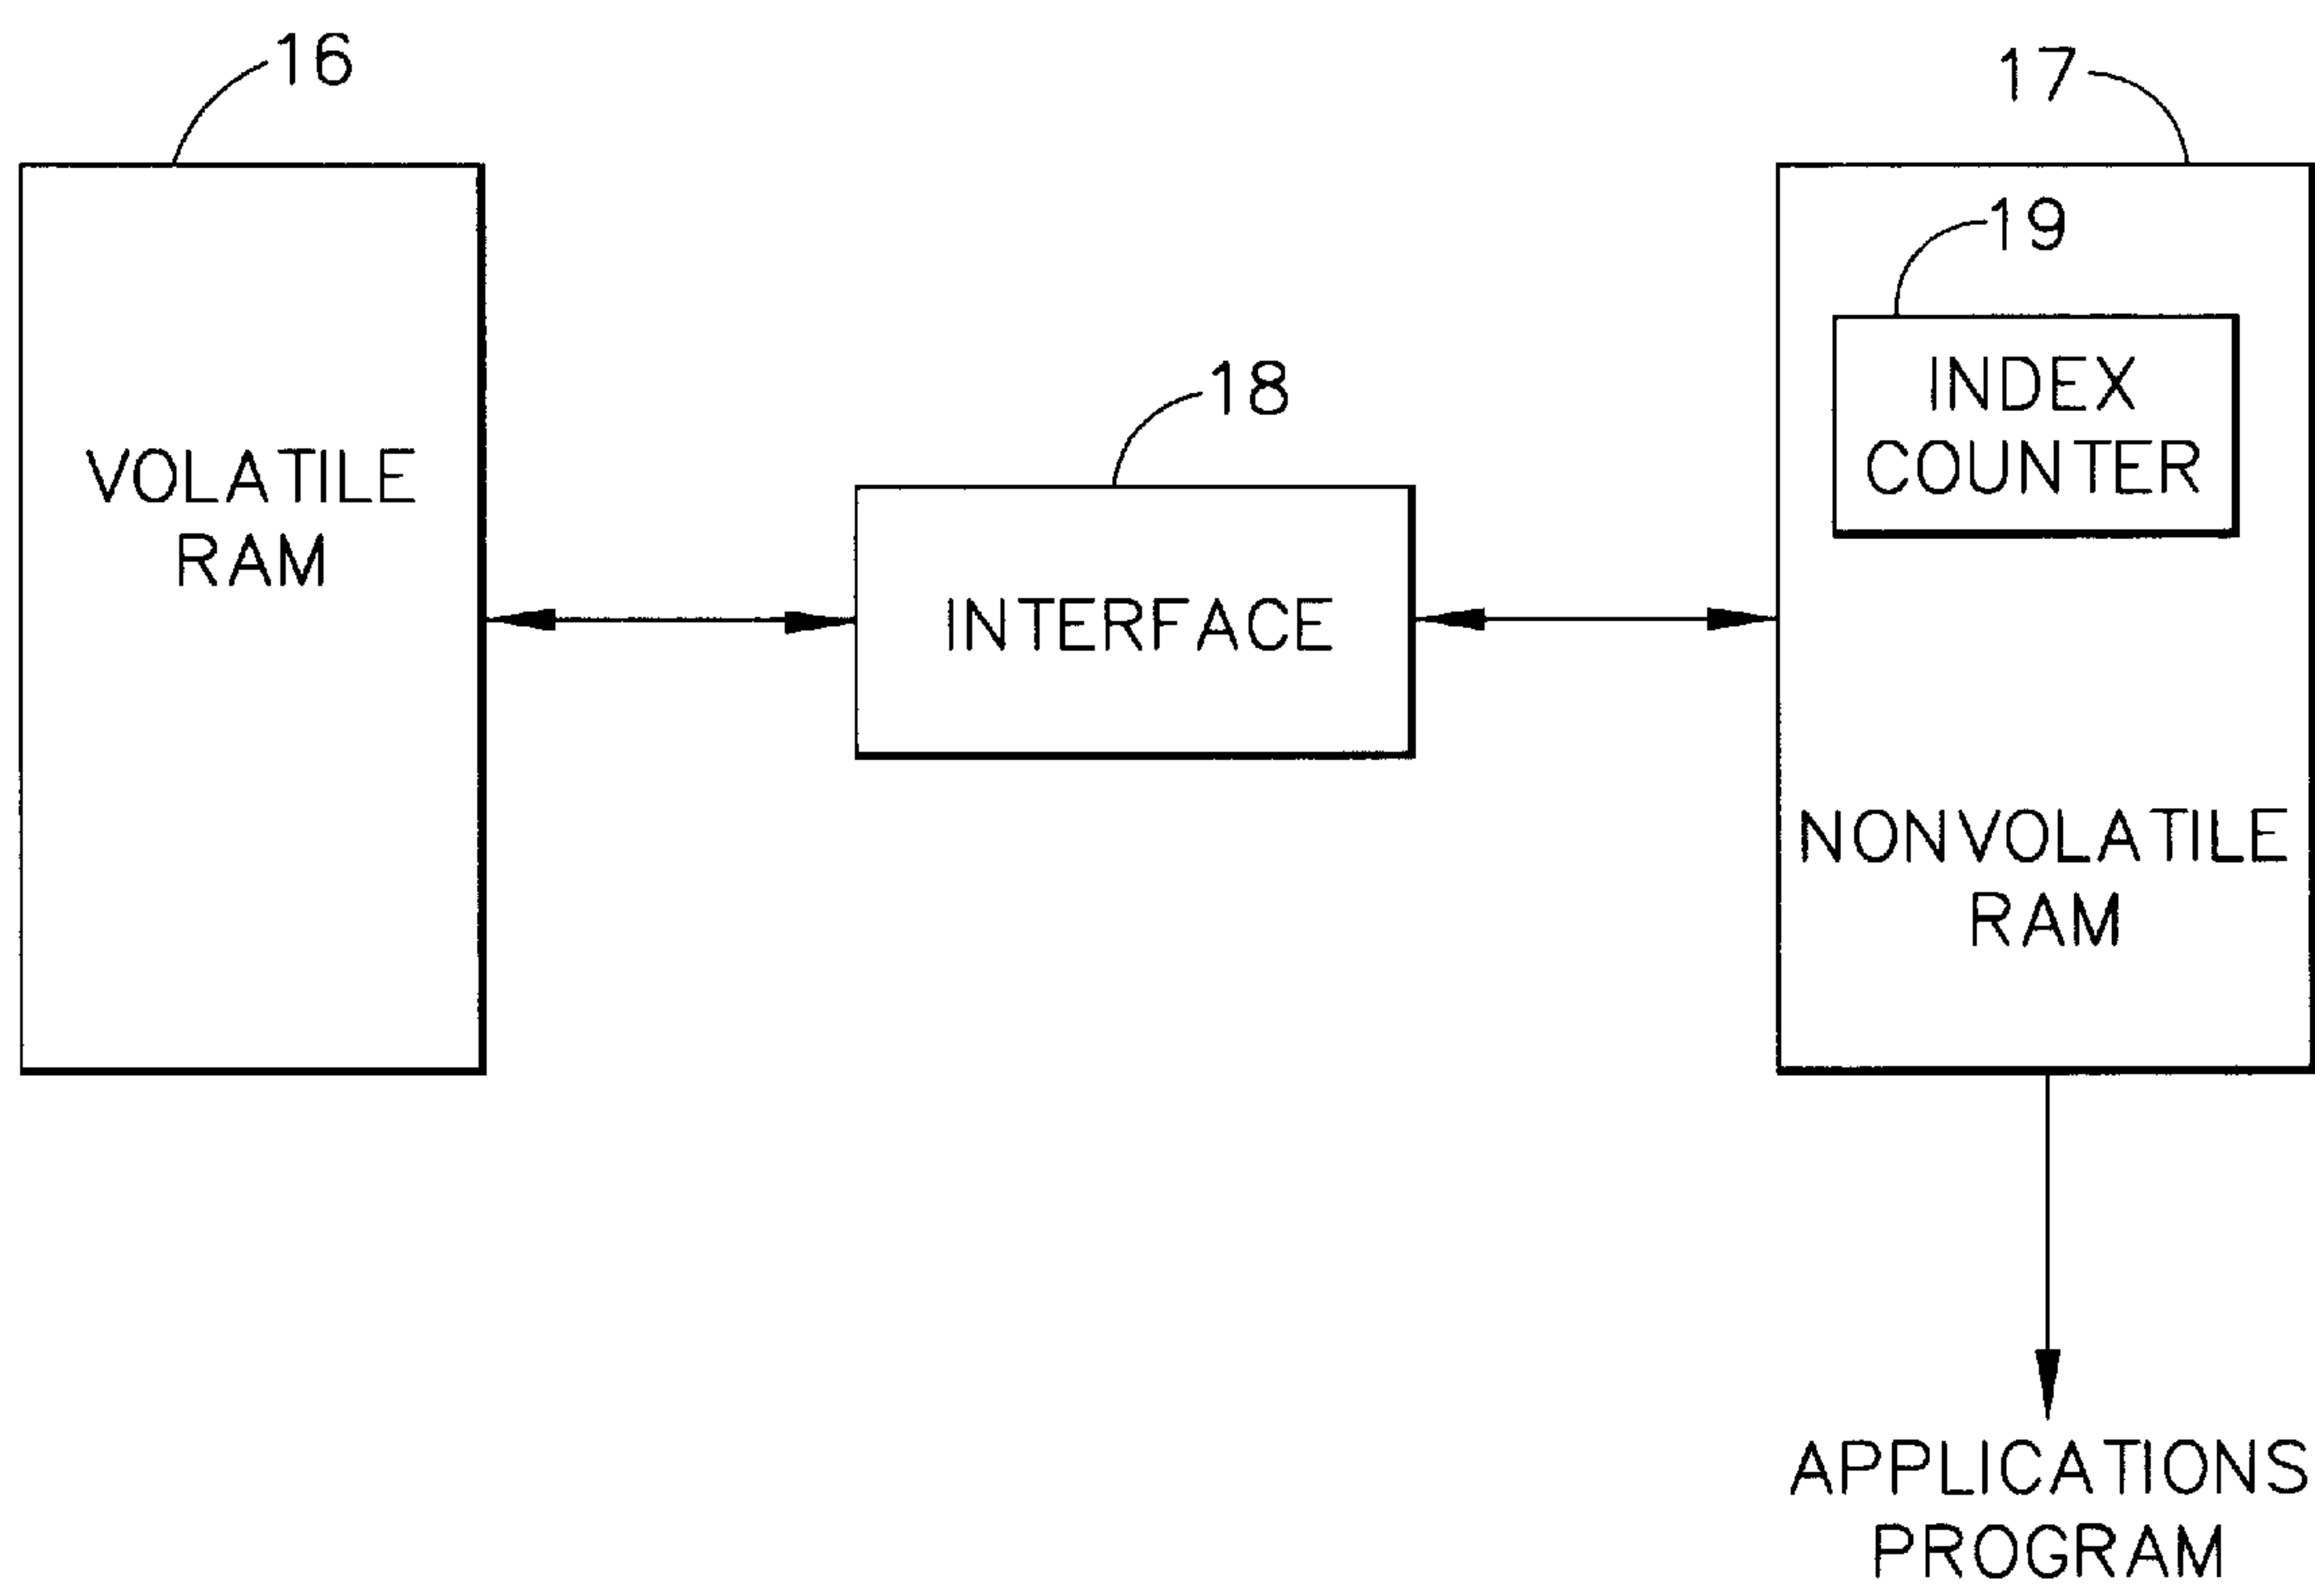 16
17
19
INDEX
COUNTER
18
VOLATILE
RAM
INTERFACE
NONVOLATILE
RAM
APPLICATIONS
PROGRAM